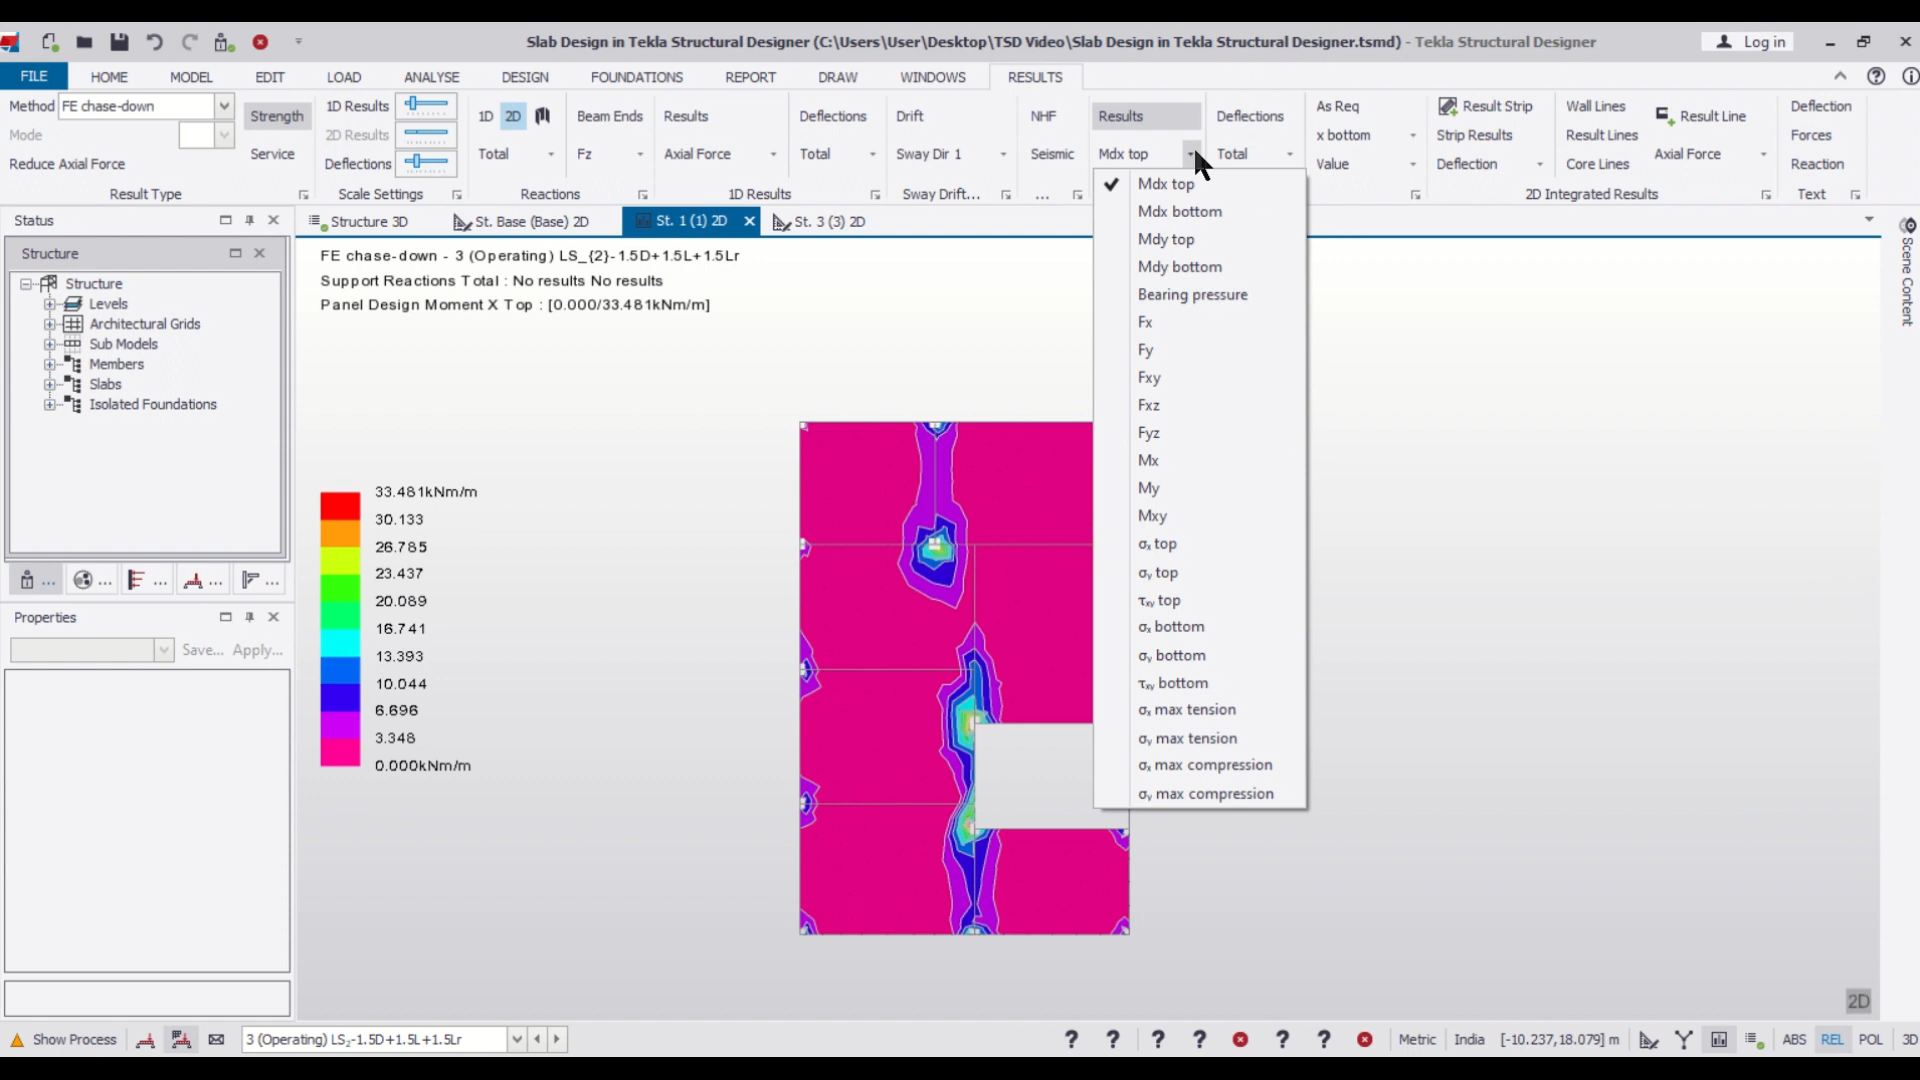 Slab Design in Tekla Structural Designer (C:\Users\User\Desktop\TSD Video\Slab Design in Tekla Structural Designer.tsmd) - Tekla Structural Designer
Log in
FILE HOME MODEL EDIT LOAD ANALYSE DESIGN FOUNDATIONS REPORT DRAW WINDOWS RESULTS
Method FE chase-down
Mode
Reduce Axial Force
Strength
Service
Result Type
1D Results
2D Results
Deflections
Scale Settings
1D 2D
Total
Beam Ends
Fz
Reactions
Results
Axial Force
Deflections
Total
1D Results
Drift
Sway Dir 1
Sway Drift...
NHF
Seismic
...
Results
Mdx top
Deflections
Total
As Req
x bottom
Value
Result Strip
Strip Results
Deflection
Wall Lines
Result Lines
Core Lines
Result Line
Axial Force
2D Integrated Results
Deflection
Forces
Reaction
Text
Status
Structure
Structure
Levels
Architectural Grids
Sub Models
Members
Slabs
Isolated Foundations
... ... ... ... ...
Properties
Save... Apply...
Structure 3D
St. Base (Base) 2D
St. 1 (1) 2D
St. 3 (3) 2D
FE chase-down - 3 (Operating) LS_{2}-1.5D+1.5L+1.5Lr
Support Reactions Total : No results No results
Panel Design Moment X Top : [0.000/33.481kNm/m]
33.481kNm/m
30.133
26.785
23.437
20.089
16.741
13.393
10.044
6.696
3.348
0.000kNm/m
Mdx top
Mdx bottom
Mdy top
Mdy bottom
Bearing pressure
Fx
Fy
Fxy
Fxz
Fyz
Mx
My
Mxy
σx top
σy top
τxy top
σx bottom
σy bottom
τxy bottom
σx max tension
σy max tension
σx max compression
σy max compression
Scene Content
2D
Show Process
3 (Operating) LS₂-1.5D+1.5L+1.5Lr
? ? ? ? ? ?
Metric India [-10.237,18.079] m
ABS REL POL 3D